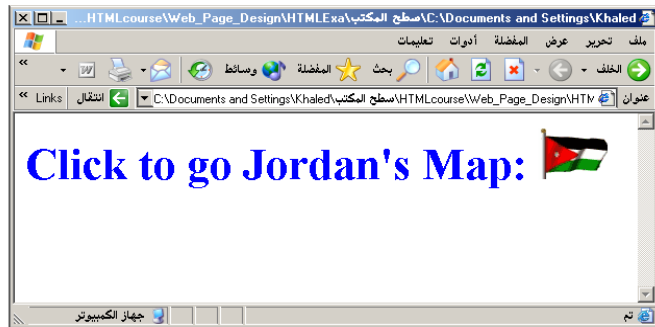 C:\Documents and Settings\Khaled\سطح المكتب\HTMLcourse\Web_Page_Design\HTMLExa...
ملف تحرير عرض المفضلة أدوات تعليمات
الخلف بحث المفضلة وسائط
عنوان C:\Documents and Settings\Khaled\سطح المكتب\HTMLcourse\Web_Page_Design\HTM انتقال Links
Click to go Jordan's Map:
تم جهاز الكمبيوتر